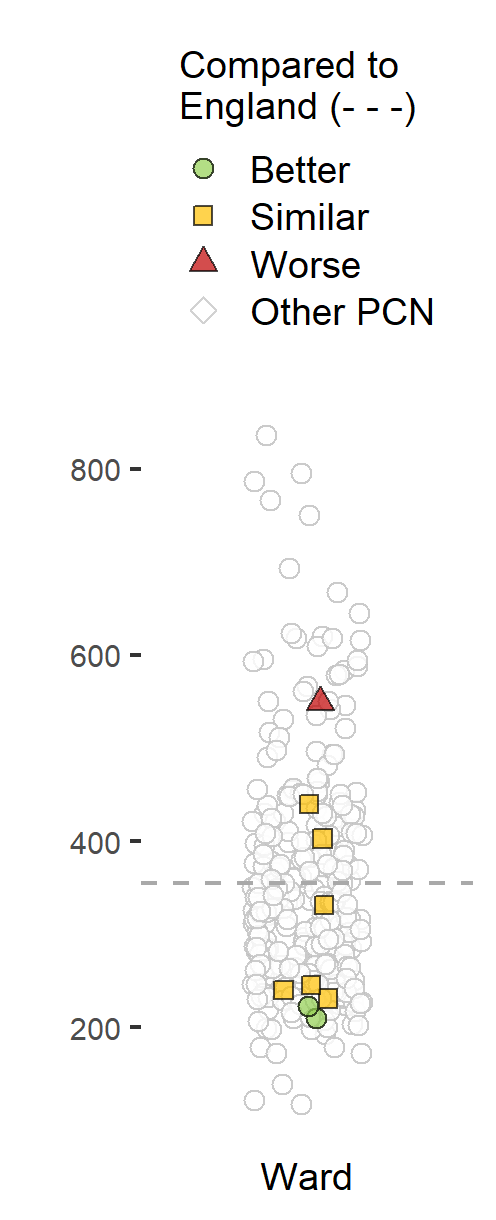 Compared to
England (- - -)
Better
Similar
Worse
Other PCN
800
600
400
200
Ward